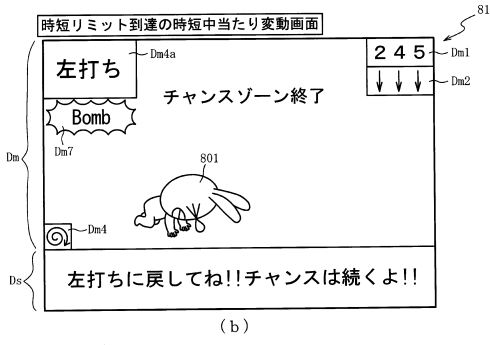 時短リミット到達の時短中当たり変動画面
81
左打ち
Dm4a
2 4 5
Dm1
↓ ↓ ↓
Dm2
チャンスゾーン終了
Bomb
Dm7
Dm
801
Dm4
Ds
左打ちに戻してね!!チャンスは続くよ!!
(b)